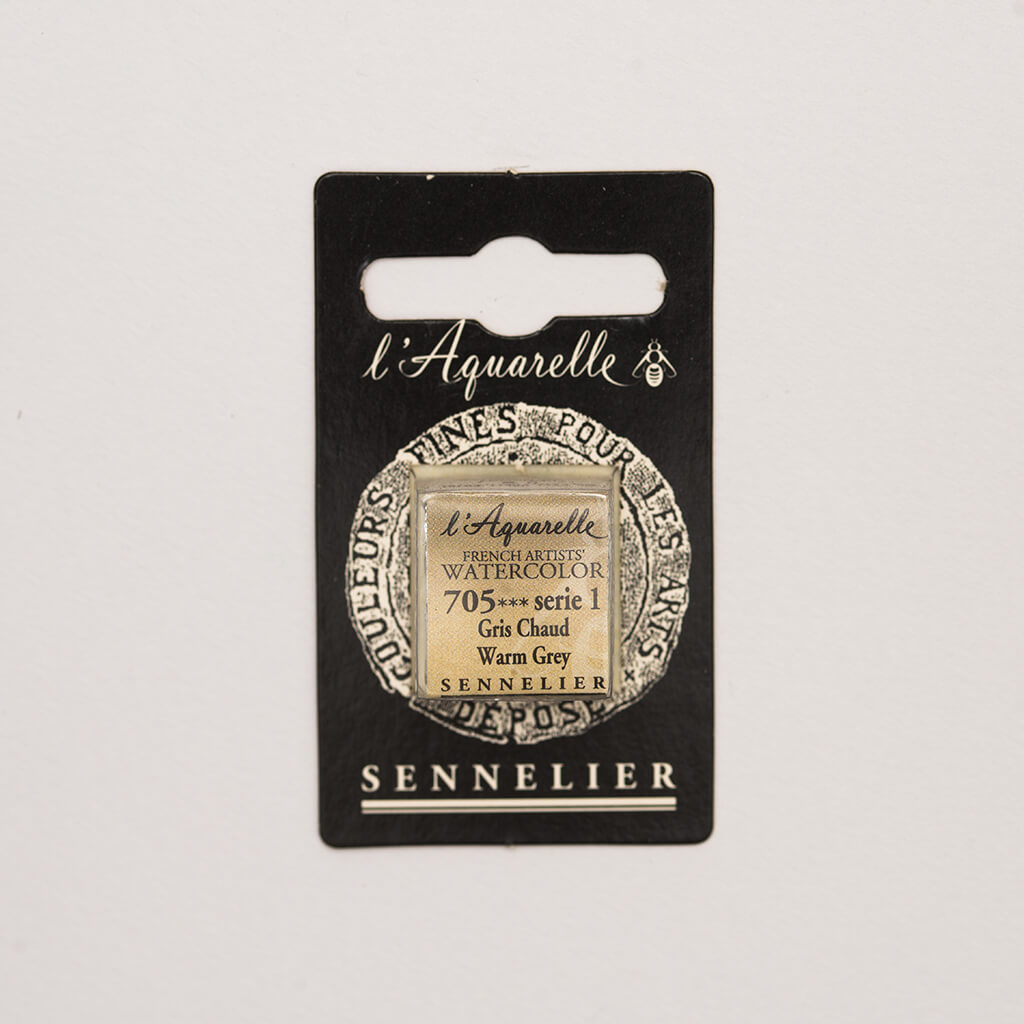 l'Aquarelle
COULEURS FINES POUR LES ARTS
DÉPOSÉ
l'Aquarelle
FRENCH ARTISTS'
WATERCOLOR
705*** serie 1
Gris Chaud
Warm Grey
SENNELIER
SENNELIER